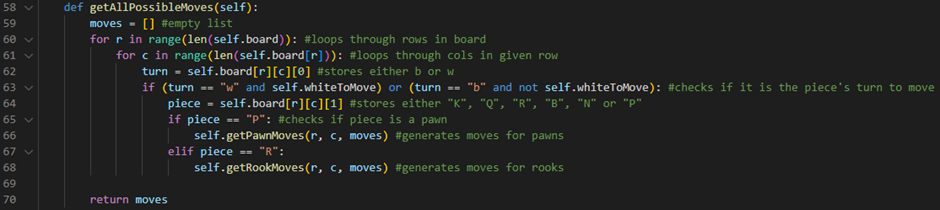 58 def getAllPossibleMoves(self):
59 moves = [] #empty list
60 for r in range(len(self.board)): #loops through rows in board
61 for c in range(len(self.board[r])): #loops through cols in given row
62 turn = self.board[r][c][0] #stores either b or w
63 if (turn == "w" and self.whiteToMove) or (turn == "b" and not self.whiteToMove): #checks if it is the piece's turn to move
64 piece = self.board[r][c][1] #stores either "K", "Q", "R", "B", "N" or "P"
65 if piece == "P": #checks if piece is a pawn
66 self.getPawnMoves(r, c, moves) #generates moves for pawns
67 elif piece == "R":
68 self.getRookMoves(r, c, moves) #generates moves for rooks
69
70 return moves